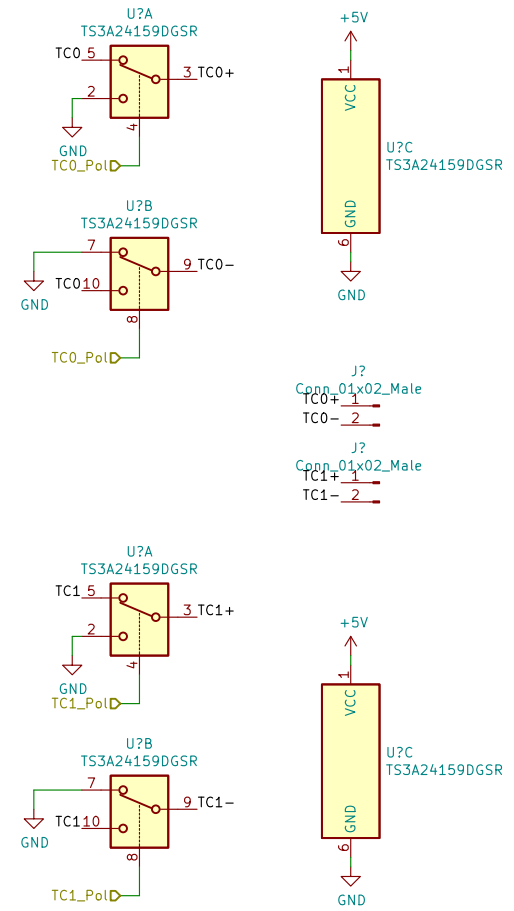 U?A
TS3A24159DGSR
TC0 5
3 TC0+
2
4
GND
TC0_Pol
+5V
1
VCC
U?C
TS3A24159DGSR
GND
6
GND
U?B
TS3A24159DGSR
7
9 TC0-
TC0 10
GND
8
TC0_Pol
J?
Conn_01x02_Male
TC0+ 1
TC0- 2
J?
Conn_01x02_Male
TC1+ 1
TC1- 2
U?A
TS3A24159DGSR
TC1 5
3 TC1+
2
4
GND
TC1_Pol
+5V
1
VCC
U?C
TS3A24159DGSR
GND
6
GND
U?B
TS3A24159DGSR
7
9 TC1-
TC1 10
GND
8
TC1_Pol